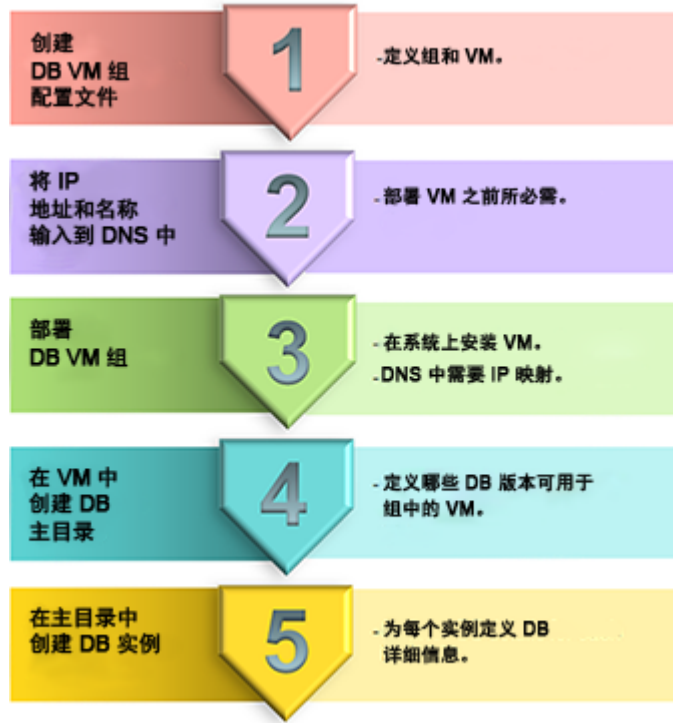 创建
DB VM 组
配置文件
1
-定义组和 VM。
将 IP
地址和名称
输入到 DNS 中
2
- 部署 VM 之前所必需。
部署
DB VM 组
3
- 在系统上安装 VM。
-DNS 中需要 IP 映射。
在 VM 中
创建 DB
主目录
4
- 定义哪些 DB 版本可用于
组中的 VM。
在主目录中
创建 DB 实例
5
- 为每个实例定义 DB
详细信息。